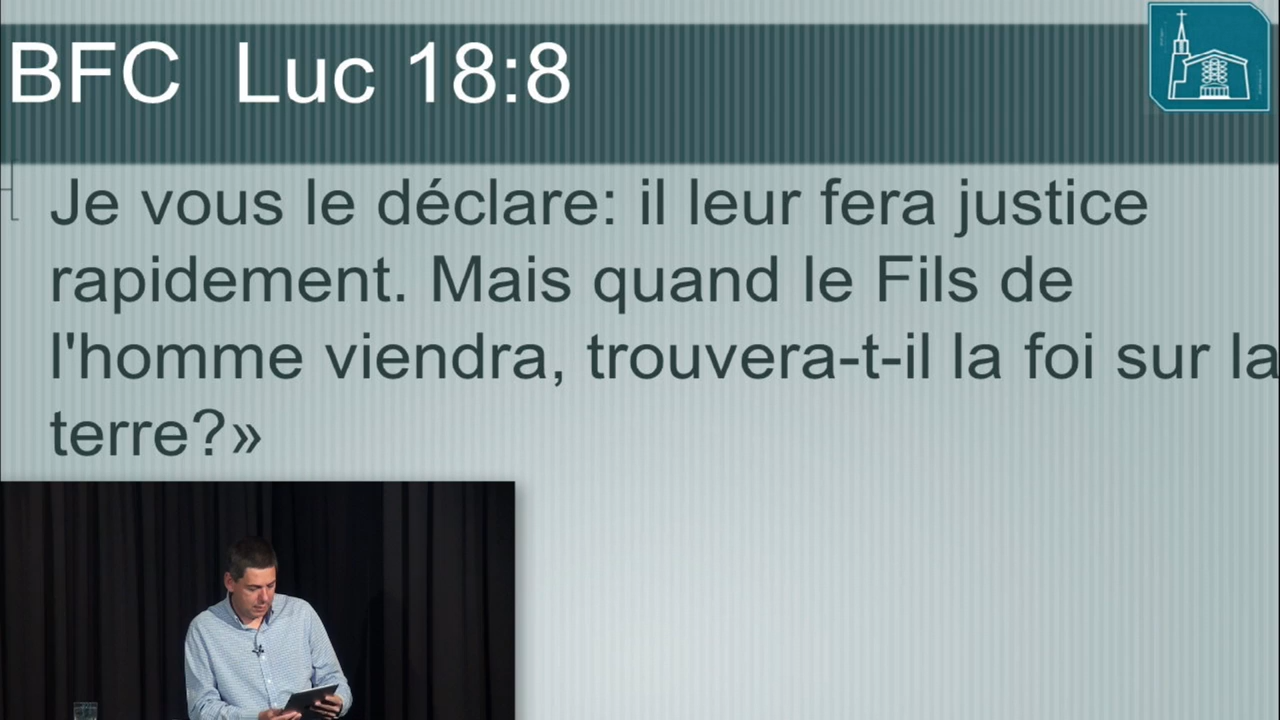 BFC Luc 18:8
Je vous le déclare: il leur fera justice
rapidement. Mais quand le Fils de
l'homme viendra, trouvera-t-il la foi sur la
terre?»